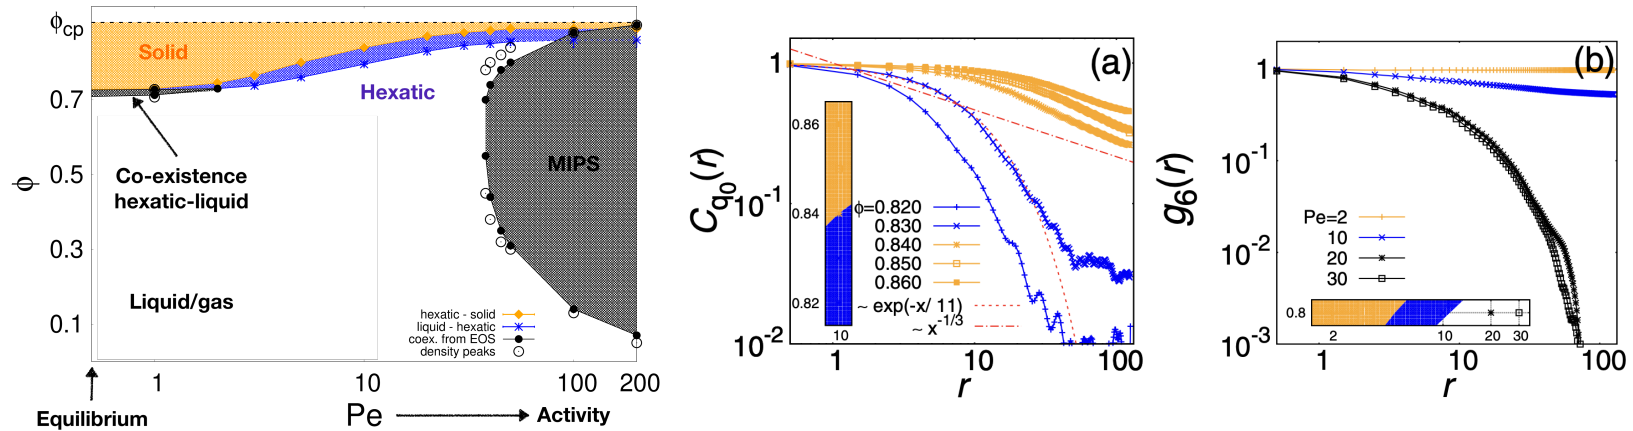 ϕcp
Solid
0.7
Hexatic
Co-existence
hexatic-liquid
ϕ
0.5
MIPS
0.3
Liquid/gas
0.1
hexatic - solid
liquid - hexatic
coex. from EOS
density peaks
1
10
100
200
Equilibrium
Pe
Activity
(a)
1
10⁻¹
10⁻²
Cq₀(r)
0.86
0.84
0.82
10
ϕ=0.820
0.830
0.840
0.850
0.860
~ exp(-x/ 11)
~ x⁻¹/³
1
10
100
r
(b)
1
10⁻¹
10⁻²
10⁻³
g₆(r)
Pe=2
10
20
30
0.8
2
10
20
30
1
10
100
r